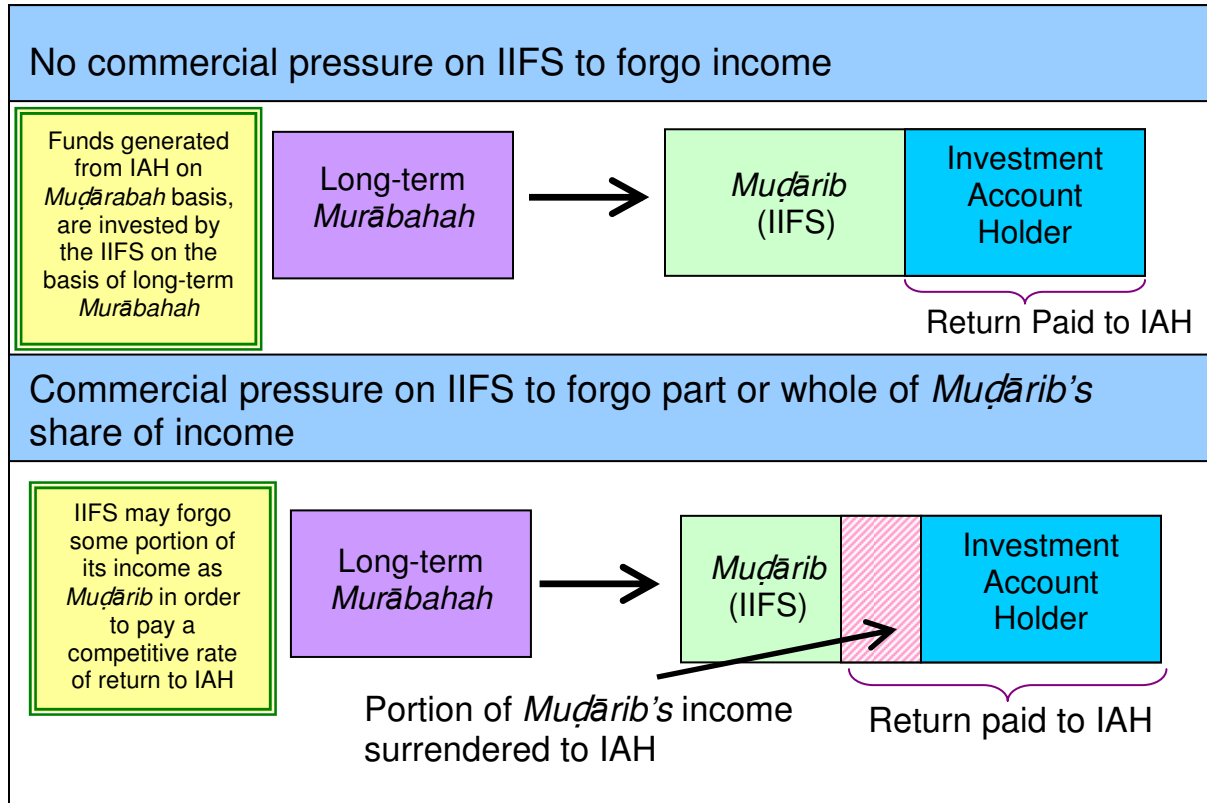 No commercial pressure on IIFS to forgo income
Funds generated
from IAH on
Muḍārabah basis,
are invested by
the IIFS on the
basis of long-term
Murābahah
Long-term
Murābahah
Muḍārib
(IIFS)
Investment
Account
Holder
Return Paid to IAH
Commercial pressure on IIFS to forgo part or whole of Muḍārib's
share of income
IIFS may forgo
some portion of
its income as
Muḍārib in order
to pay a
competitive rate
of return to IAH
Long-term
Murābahah
Muḍārib
(IIFS)
Investment
Account
Holder
Portion of Muḍārib's income
surrendered to IAH
Return paid to IAH